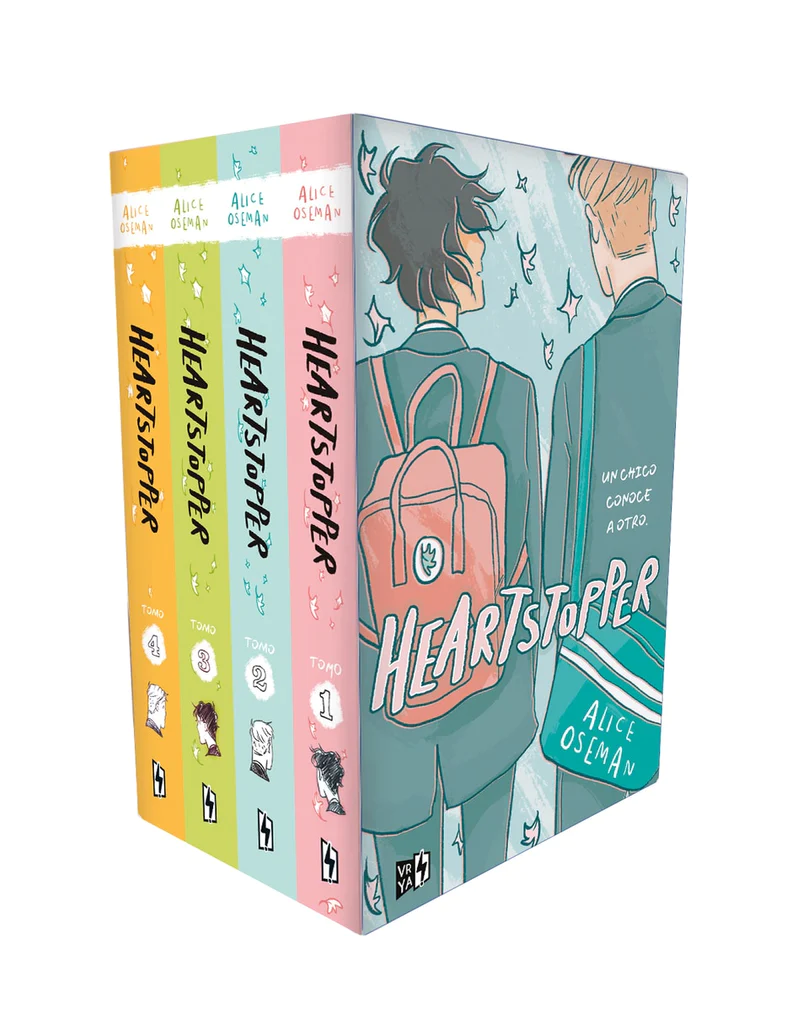 ALICE
OSEMAN
HEARTSTOPPER
TOMO
4
ALICE
OSEMAN
HEARTSTOPPER
TOMO
3
ALICE
OSEMAN
HEARTSTOPPER
TOMO
2
ALICE
OSEMAN
HEARTSTOPPER
TOMO
1
UN CHICO
CONOCE
A OTRO.
HEARTSTOPPER
ALICE
OSEMAN
VR
YA